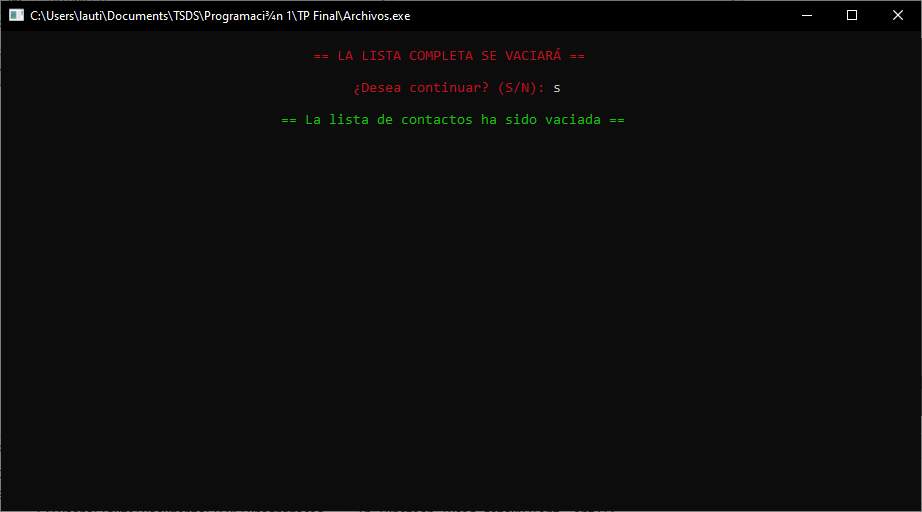 C:\Users\lauti\Documents\TSDS\Programaci¾n 1\TP Final\Archivos.exe
== LA LISTA COMPLETA SE VACIARÁ ==
¿Desea continuar? (S/N): s
== La lista de contactos ha sido vaciada ==